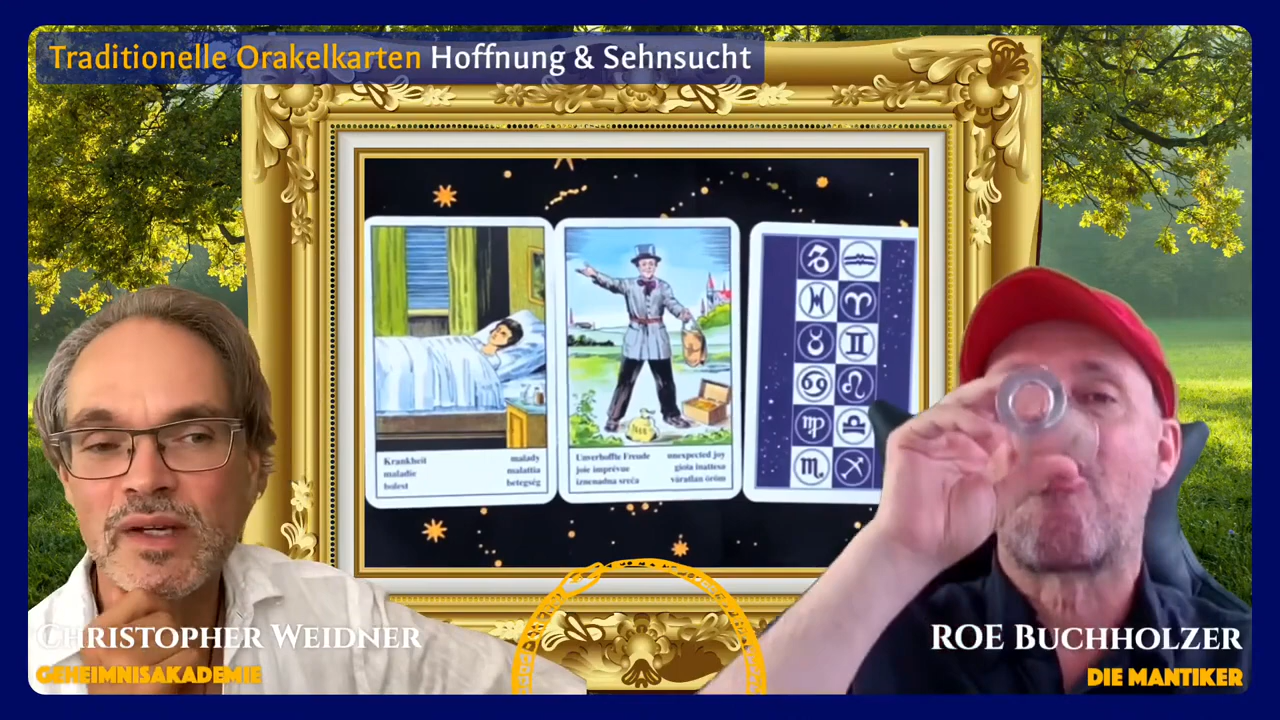 Traditionelle Orakelkarten Hoffnung & Sehnsucht
Krankheit
maladie
bolest
malady
malattia
betegség
Unverhoffte Freude
joie imprévue
iznenadna sreća
unexpected joy
gioia inattesa
váratlan öröm
Christopher Weidner
GEHEIMNISAKADEMIE
ROE Buchholzer
DIE MANTIKER